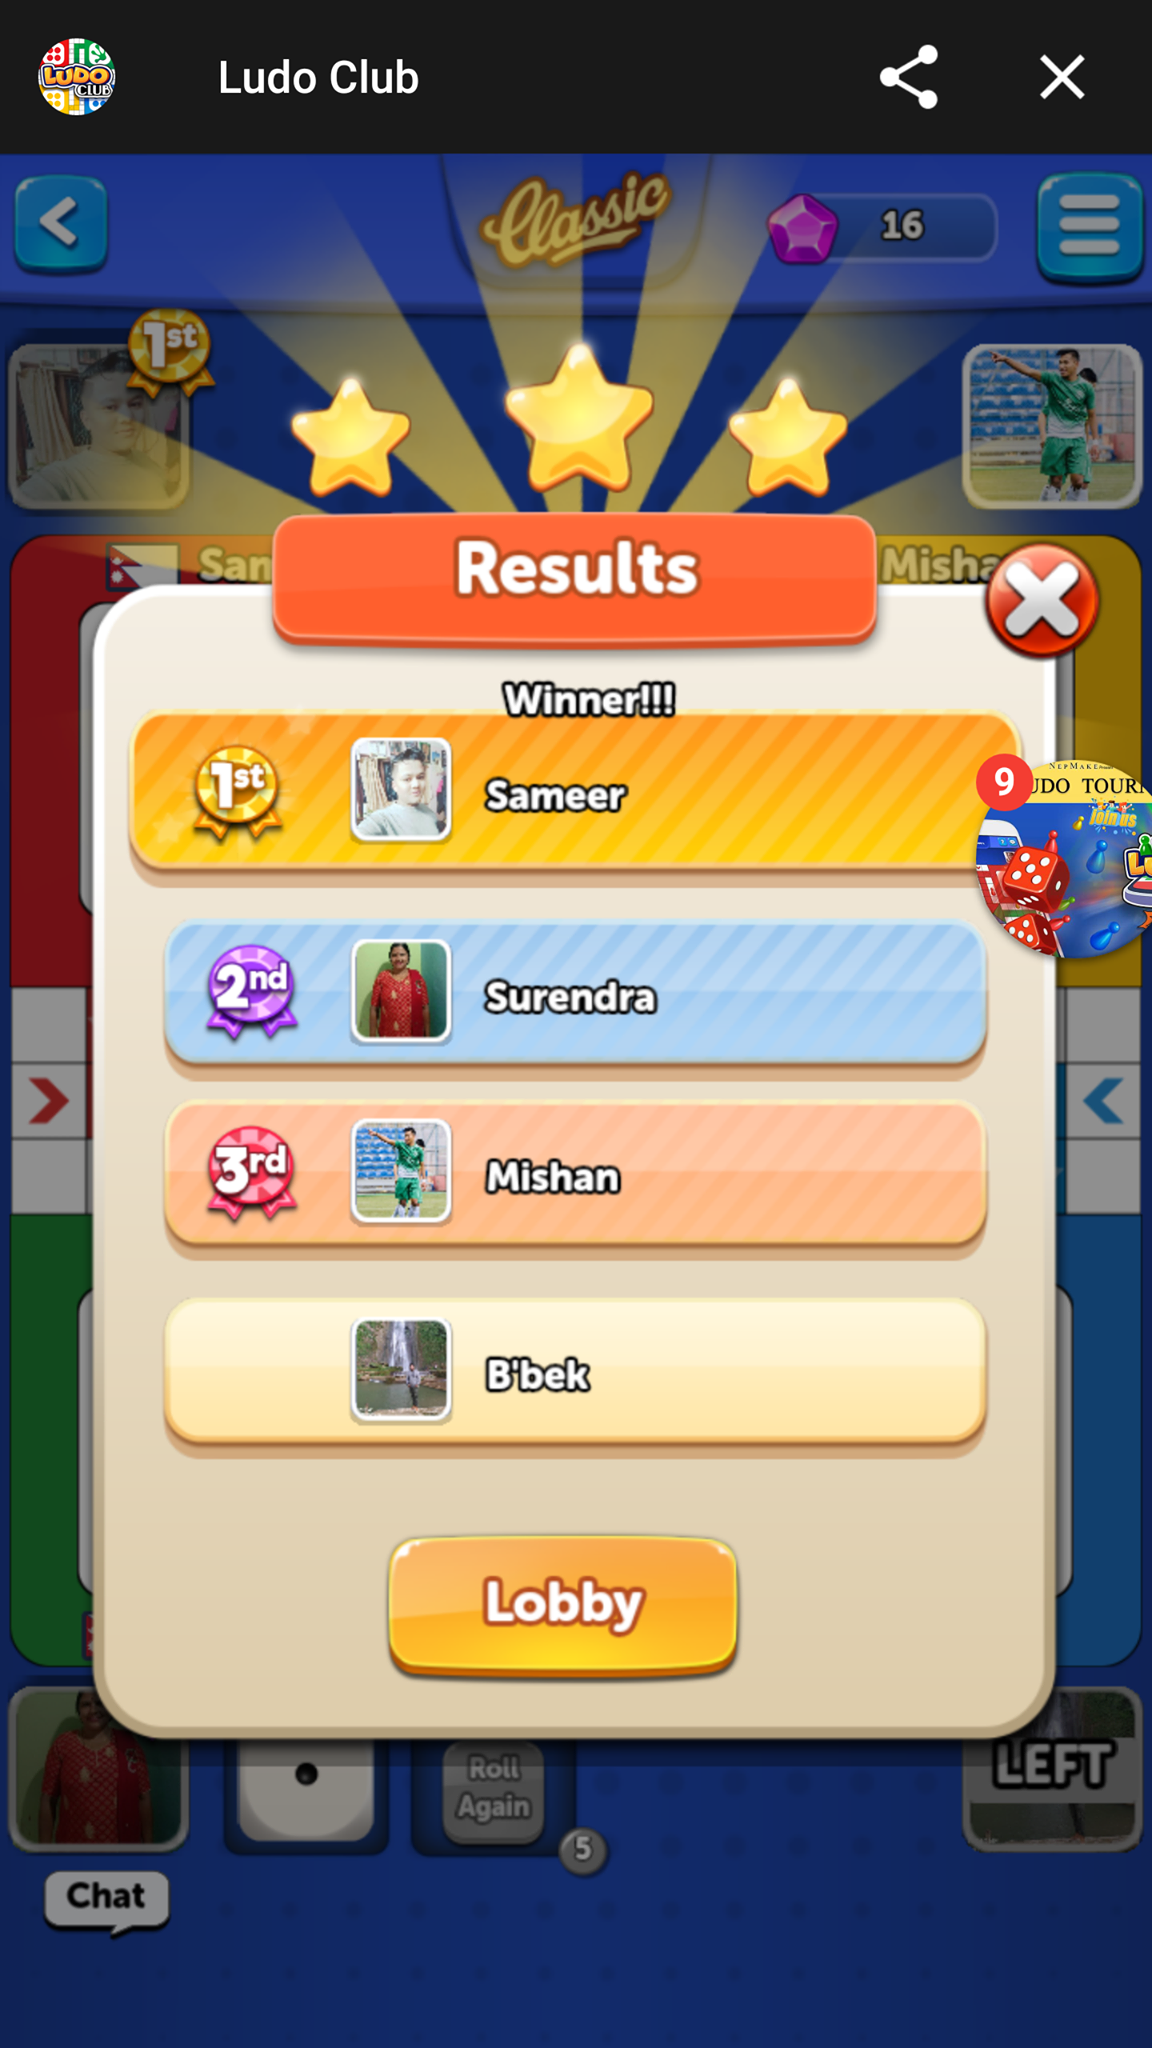 LUDO
CLUB
Ludo Club
Classic
16
1st
San
Misha
Results
Winner!!!
1st
Sameer
9
NEPMAKE
UDO TOUR
Join us
2nd
Surendra
3rd
Mishan
B'bek
Lobby
Roll
Again
5
LEFT
Chat